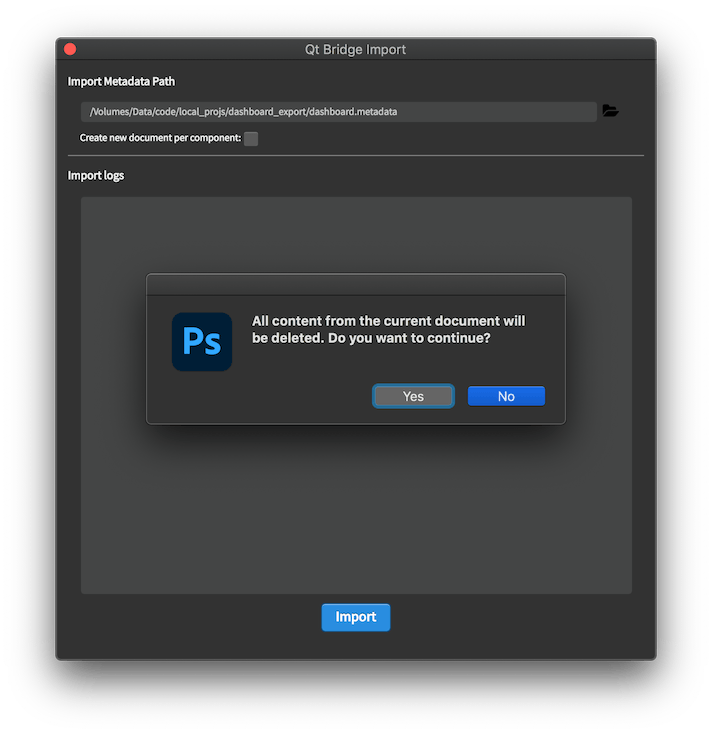 Qt Bridge Import
Import Metadata Path
/Volumes/Data/code/local_projs/dashboard_export/dashboard.metadata
Create new document per component:
Import logs
Ps
All content from the current document will
be deleted. Do you want to continue?
Yes No
Import